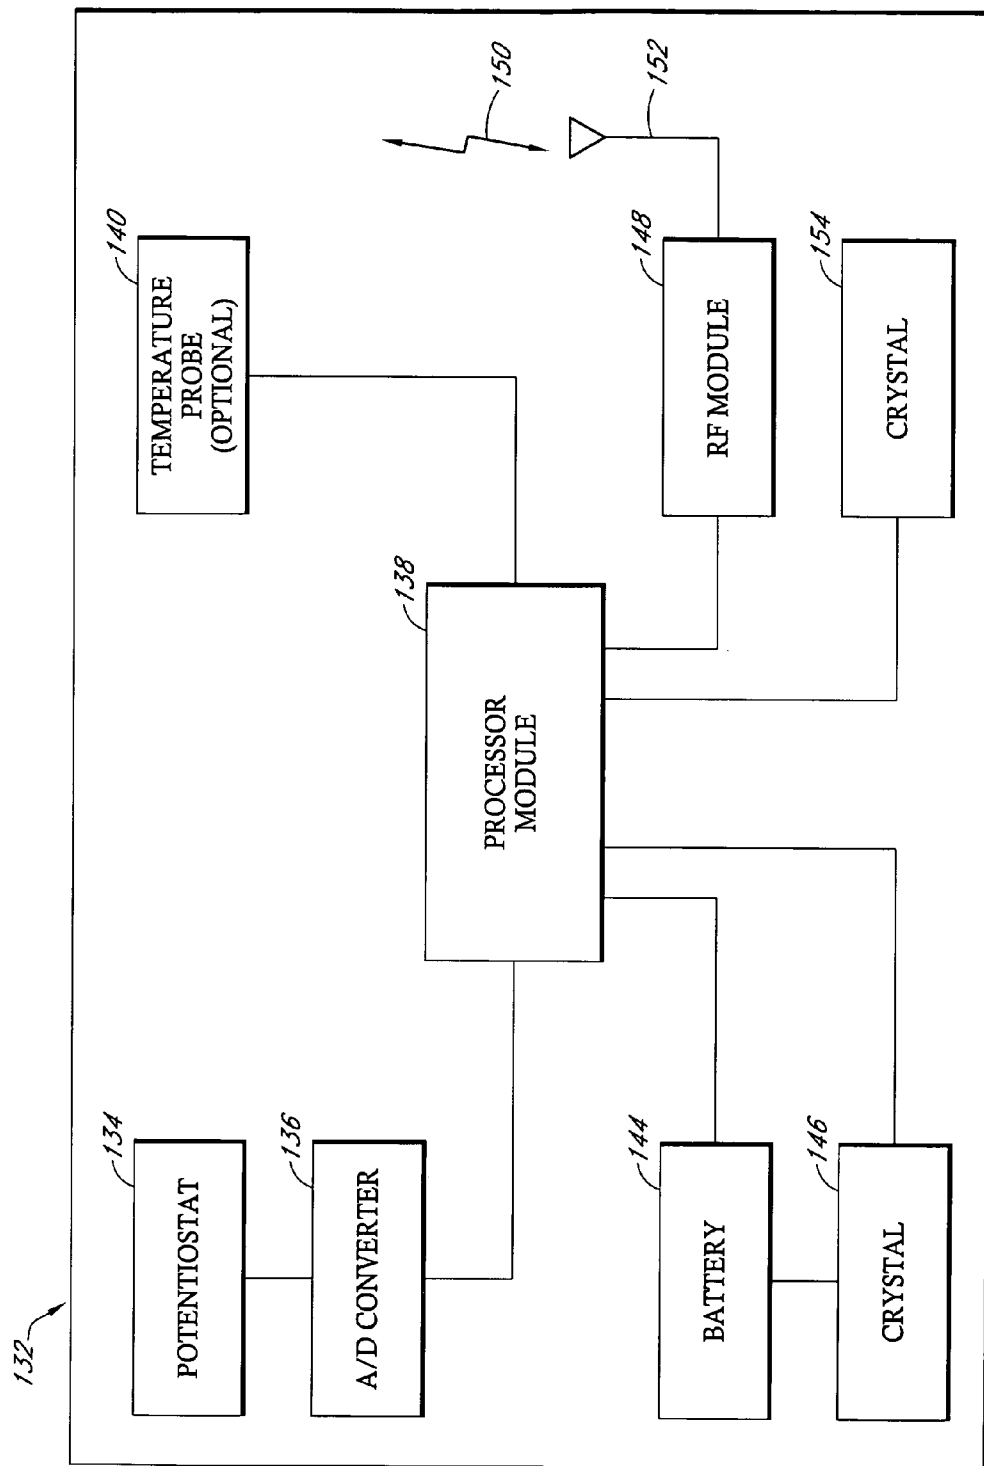 132
134
POTENTIOSTAT
136
A/D CONVERTER
138
PROCESSOR
MODULE
140
TEMPERATURE
PROBE
(OPTIONAL)
144
BATTERY
146
CRYSTAL
148
RF MODULE
150
152
154
CRYSTAL